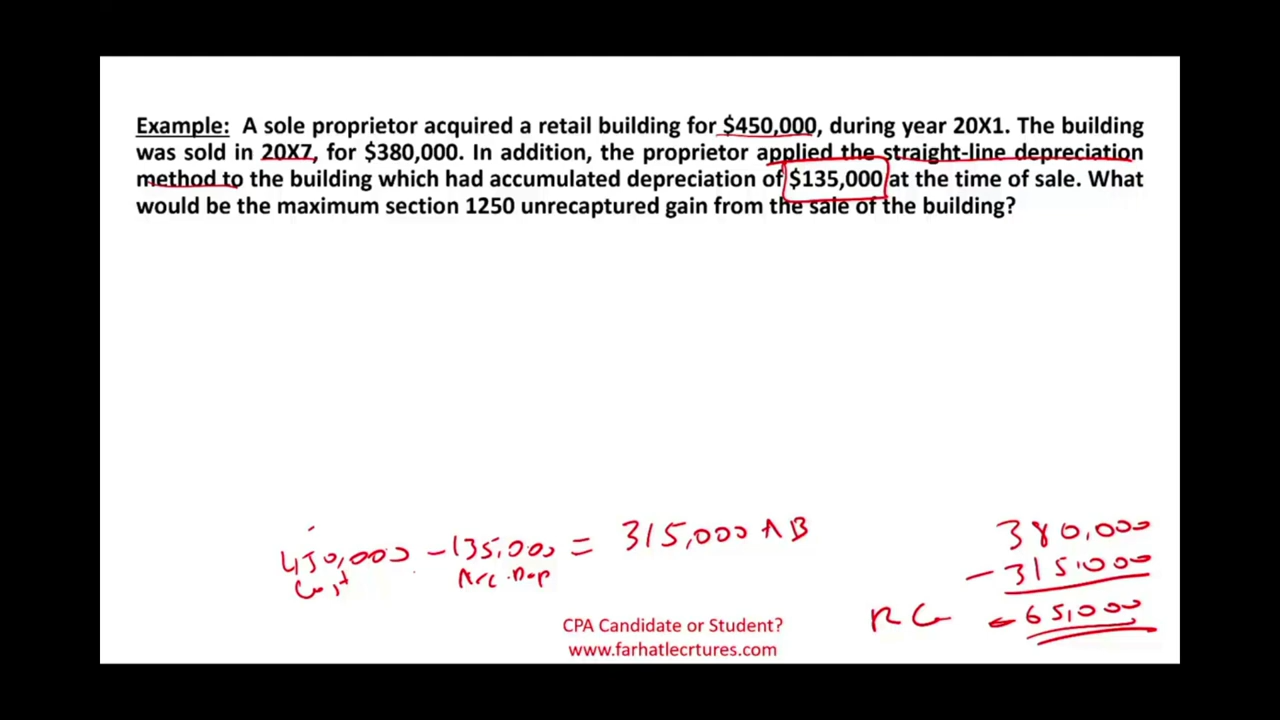 Example: A sole proprietor acquired a retail building for $450,000, during year 20X1. The building
was sold in 20X7, for $380,000. In addition, the proprietor applied the straight-line depreciation
method to the building which had accumulated depreciation of $135,000 at the time of sale. What
would be the maximum section 1250 unrecaptured gain from the sale of the building?
450,000 - 135,000 = 315,000 AB
Cost Acc. Dep
380,000
- 315,000
RG 65,000
CPA Candidate or Student?
www.farhatlecrtures.com